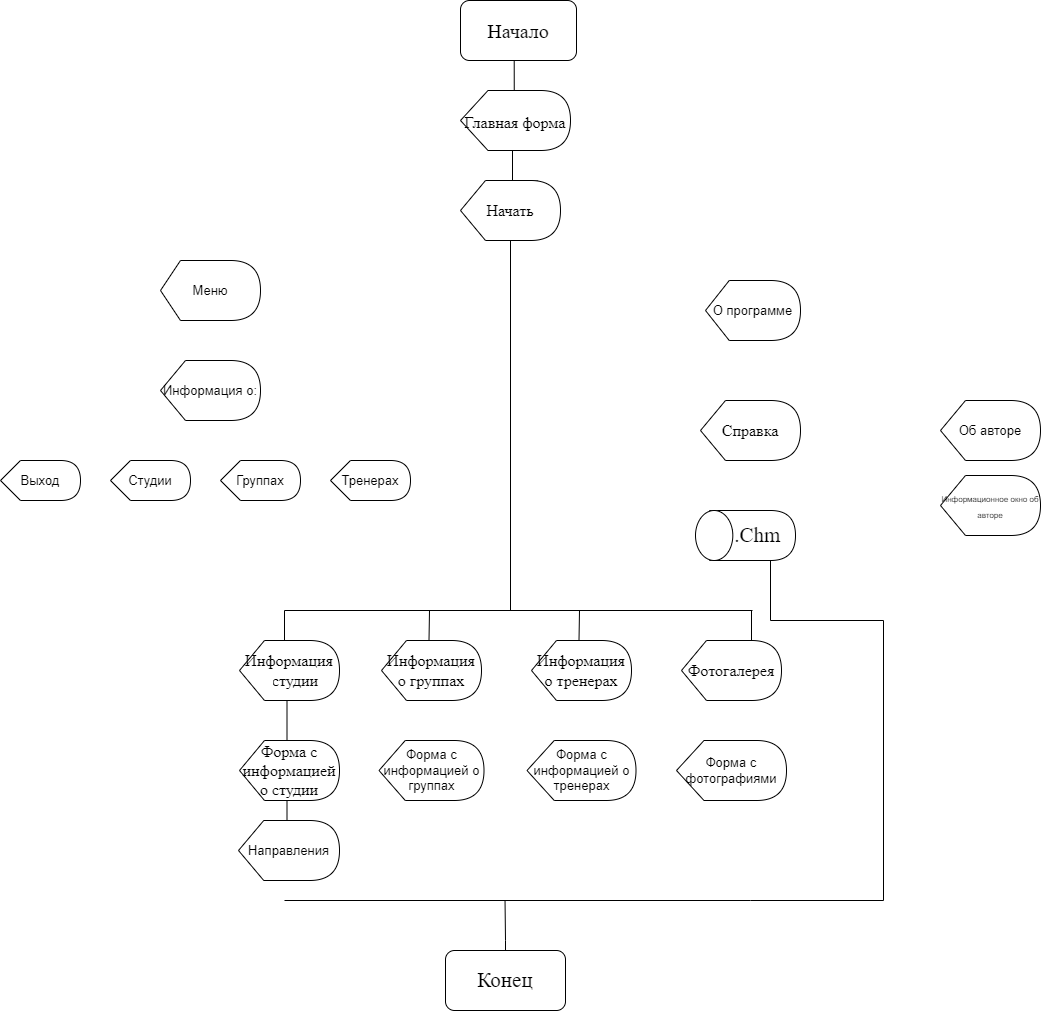 Начало
Главная форма
Начать
Меню
О программе
Информация о:
Справка
Об авторе
Выход
Студии
Группах
Тренерах
Информационное окно об
авторе
.Chm
Информация
студии
Информация
о группах
Информация
о тренерах
Фотогалерея
Форма с
информацией
о студии
Форма с
информацией о
группах
Форма с
информацией о
тренерах
Форма с
фотографиями
Направления
Конец